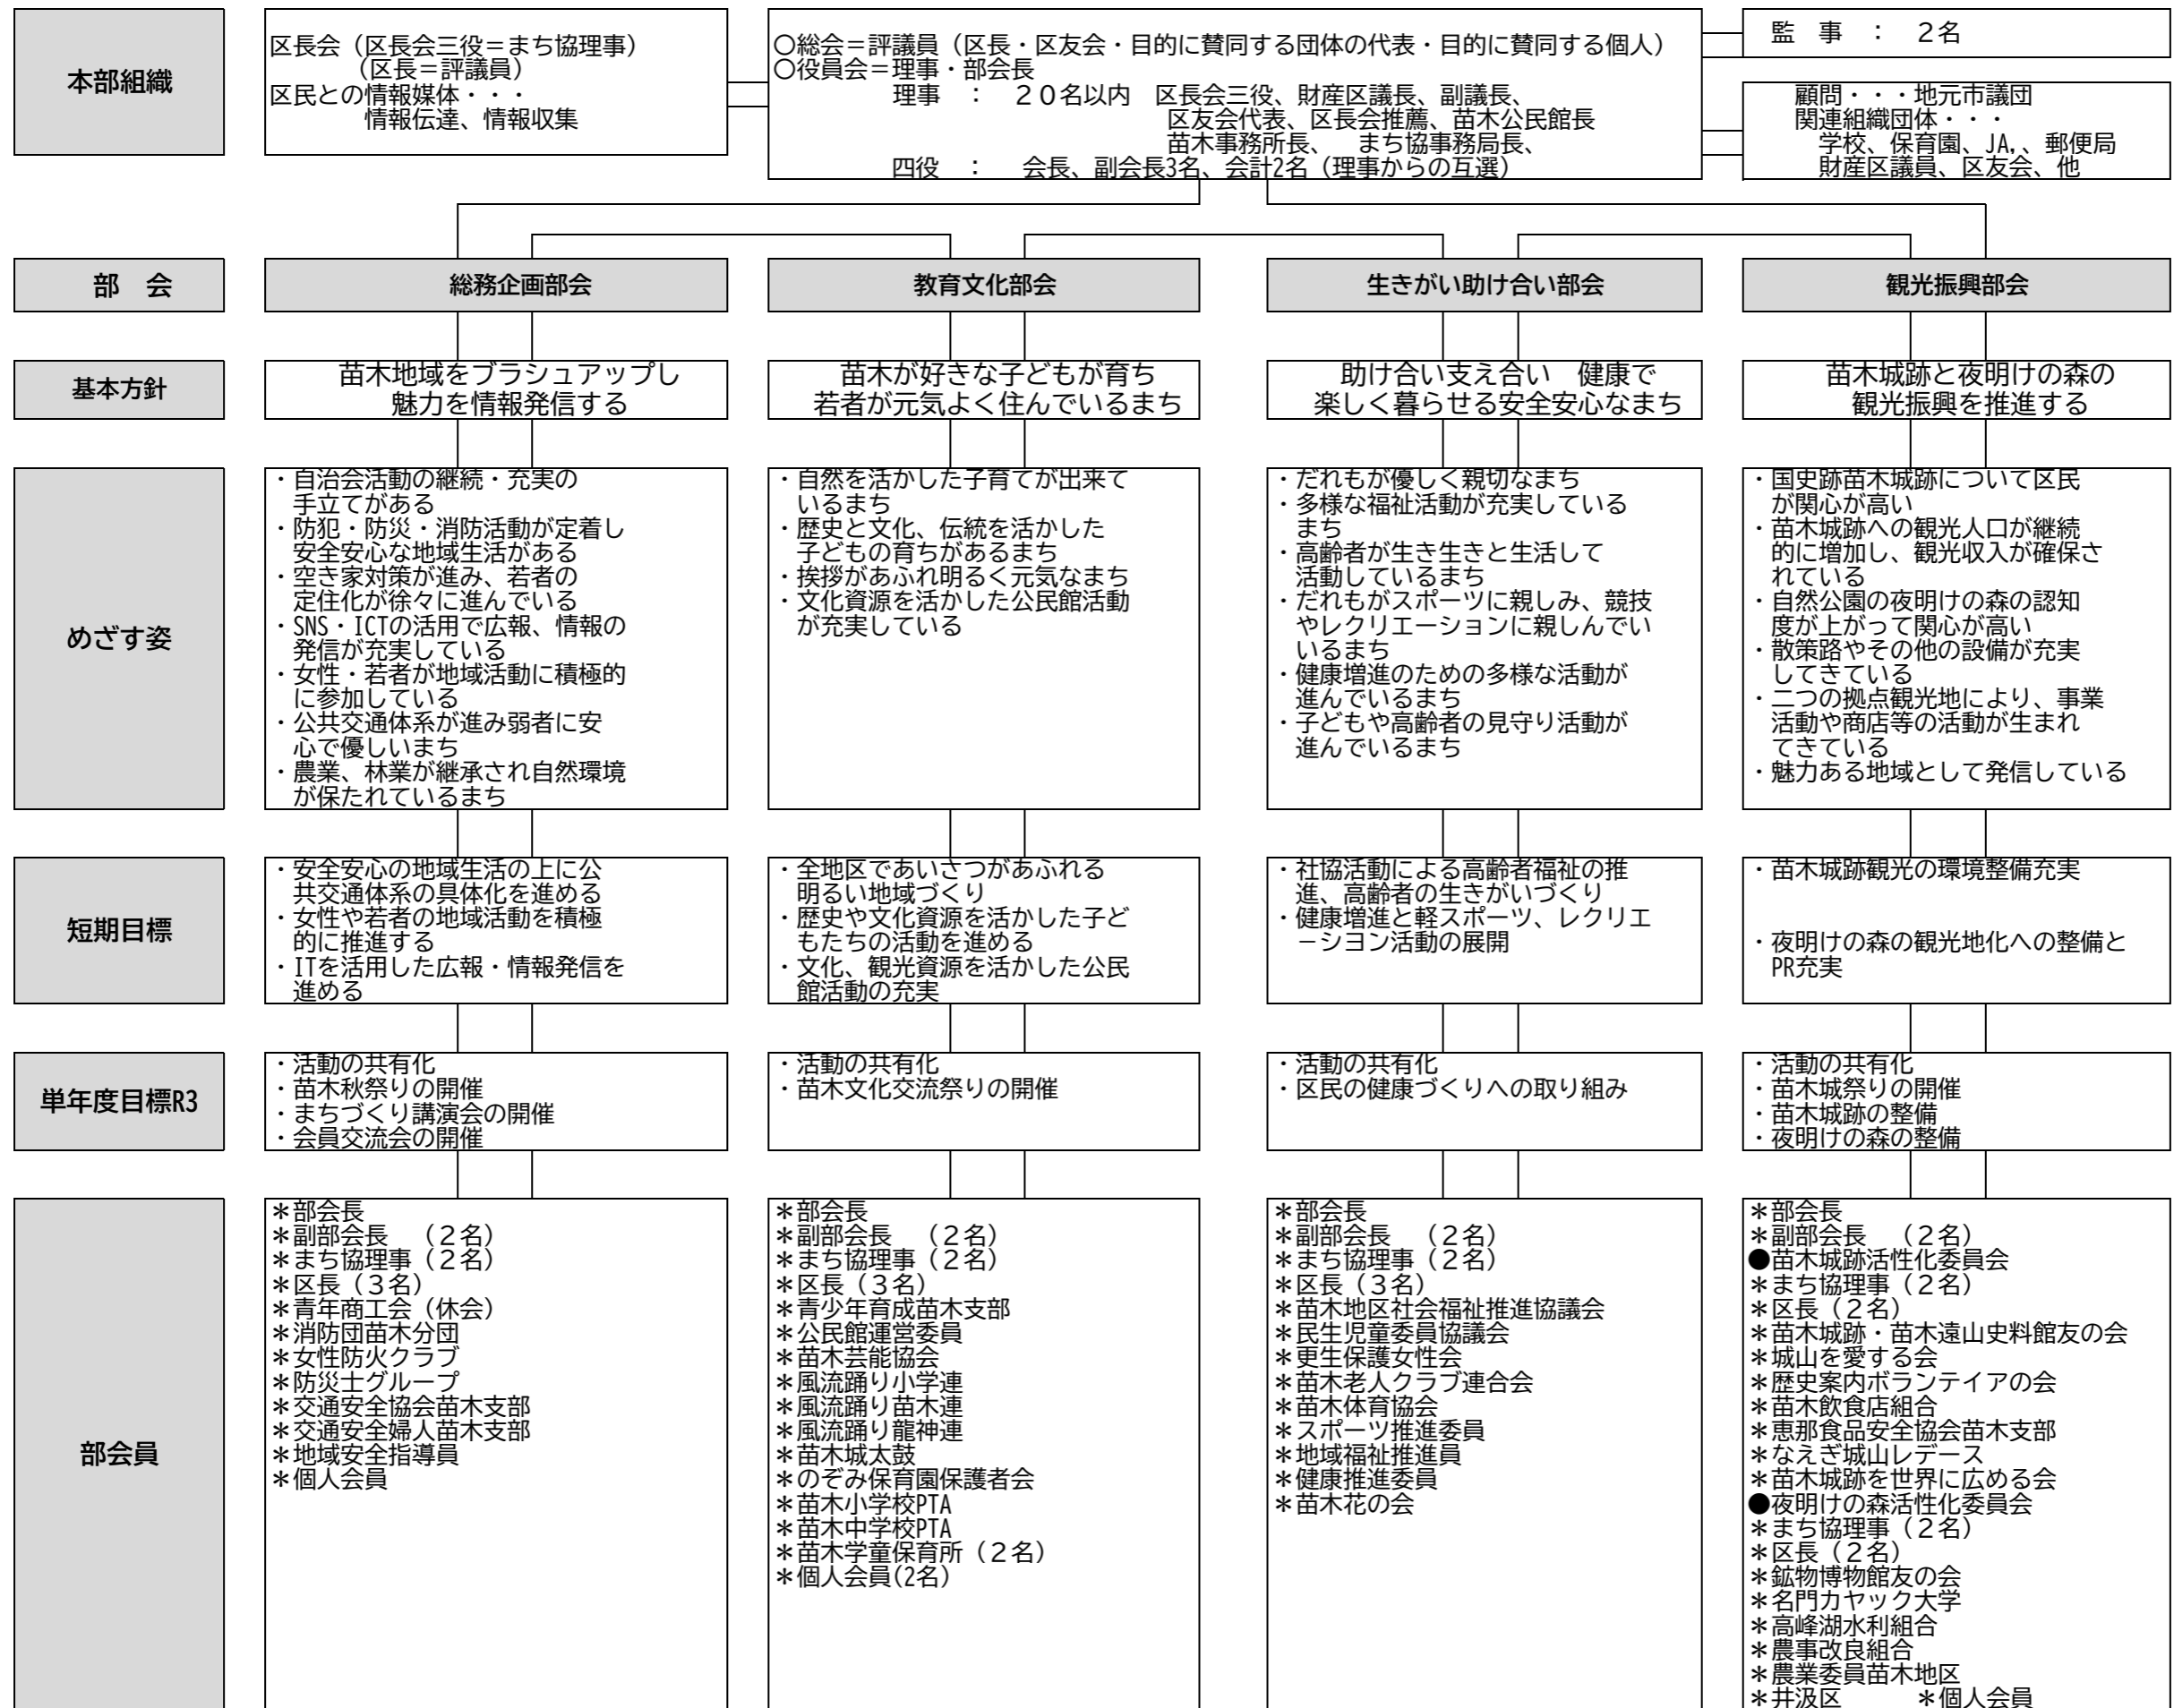 本部組織
区長会（区長会三役＝まち協理事）
（区長＝評議員）
区民との情報媒体・・・
情報伝達、情報収集
○総会＝評議員（区長・区友会・目的に賛同する団体の代表・目的に賛同する個人）
○役員会＝理事・部会長
理事　：　２０名以内　区長会三役、財産区議長、副議長、
区友会代表、区長会推薦、苗木公民館長
苗木事務所長、　まち協事務局長、
四役　：　会長、副会長3名、会計2名（理事からの互選）
監　事　：　２名
顧問・・・地元市議団
関連組織団体・・・
学校、保育園、JA,、郵便局
財産区議員、区友会、他
部　会
総務企画部会
教育文化部会
生きがい助け合い部会
観光振興部会
基本方針
苗木地域をブラシュアップし
魅力を情報発信する
苗木が好きな子どもが育ち
若者が元気よく住んでいるまち
助け合い支え合い　健康で
楽しく暮らせる安全安心なまち
苗木城跡と夜明けの森の
観光振興を推進する
めざす姿
・自治会活動の継続・充実の
手立てがある
・防犯・防災・消防活動が定着し
安全安心な地域生活がある
・空き家対策が進み、若者の
定住化が徐々に進んでいる
・SNS・ICTの活用で広報、情報の
発信が充実している
・女性・若者が地域活動に積極的
に参加している
・公共交通体系が進み弱者に安
心で優しいまち
・農業、林業が継承され自然環境
が保たれているまち
・自然を活かした子育てが出来て
いるまち
・歴史と文化、伝統を活かした
子どもの育ちがあるまち
・挨拶があふれ明るく元気なまち
・文化資源を活かした公民館活動
が充実している
・だれもが優しく親切なまち
・多様な福祉活動が充実している
まち
・高齢者が生き生きと生活して
活動しているまち
・だれもがスポーツに親しみ、競技
やレクリエーションに親しんでい
いるまち
・健康増進のための多様な活動が
進んでいるまち
・子どもや高齢者の見守り活動が
進んでいるまち
・国史跡苗木城跡について区民
が関心が高い
・苗木城跡への観光人口が継続
的に増加し、観光収入が確保さ
れている
・自然公園の夜明けの森の認知
度が上がって関心が高い
・散策路やその他の設備が充実
してきている
・二つの拠点観光地により、事業
活動や商店等の活動が生まれ
てきている
・魅力ある地域として発信している
短期目標
・安全安心の地域生活の上に公
共交通体系の具体化を進める
・女性や若者の地域活動を積極
的に推進する
・ITを活用した広報・情報発信を
進める
・全地区であいさつがあふれる
明るい地域づくり
・歴史や文化資源を活かした子ど
もたちの活動を進める
・文化、観光資源を活かした公民
館活動の充実
・社協活動による高齢者福祉の推
進、高齢者の生きがいづくり
・健康増進と軽スポーツ、レクリエ
－シヨン活動の展開
・苗木城跡観光の環境整備充実
・夜明けの森の観光地化への整備と
PR充実
単年度目標R3
・活動の共有化
・苗木秋祭りの開催
・まちづくり講演会の開催
・会員交流会の開催
・活動の共有化
・苗木文化交流祭りの開催
・活動の共有化
・区民の健康づくりへの取り組み
・活動の共有化
・苗木城祭りの開催
・苗木城跡の整備
・夜明けの森の整備
部会員
＊部会長
＊副部会長　（２名）
＊まち協理事（２名）
＊区長（３名）
＊青年商工会（休会）
＊消防団苗木分団
＊女性防火クラブ
＊防災士グループ
＊交通安全協会苗木支部
＊交通安全婦人苗木支部
＊地域安全指導員
＊個人会員
＊部会長
＊副部会長　（２名）
＊まち協理事（２名）
＊区長（３名）
＊青少年育成苗木支部
＊公民館運営委員
＊苗木芸能協会
＊風流踊り小学連
＊風流踊り苗木連
＊風流踊り龍神連
＊苗木城太鼓
＊のぞみ保育園保護者会
＊苗木小学校PTA
＊苗木中学校PTA
＊苗木学童保育所（２名）
＊個人会員(2名）
＊部会長
＊副部会長　（２名）
＊まち協理事（２名）
＊区長（３名）
＊苗木地区社会福祉推進協議会
＊民生児童委員協議会
＊更生保護女性会
＊苗木老人クラブ連合会
＊苗木体育協会
＊スポーツ推進委員
＊地域福祉推進員
＊健康推進委員
＊苗木花の会
＊部会長
＊副部会長　（２名）
●苗木城跡活性化委員会
＊まち協理事（２名）
＊区長（２名）
＊苗木城跡・苗木遠山史料館友の会
＊城山を愛する会
＊歴史案内ボランテイアの会
＊苗木飲食店組合
＊恵那食品安全協会苗木支部
＊なえぎ城山レデース
＊苗木城跡を世界に広める会
●夜明けの森活性化委員会
＊まち協理事（２名）
＊区長（２名）
＊鉱物博物館友の会
＊名門カヤック大学
＊高峰湖水利組合
＊農事改良組合
＊農業委員苗木地区
＊井汲区　　　＊個人会員